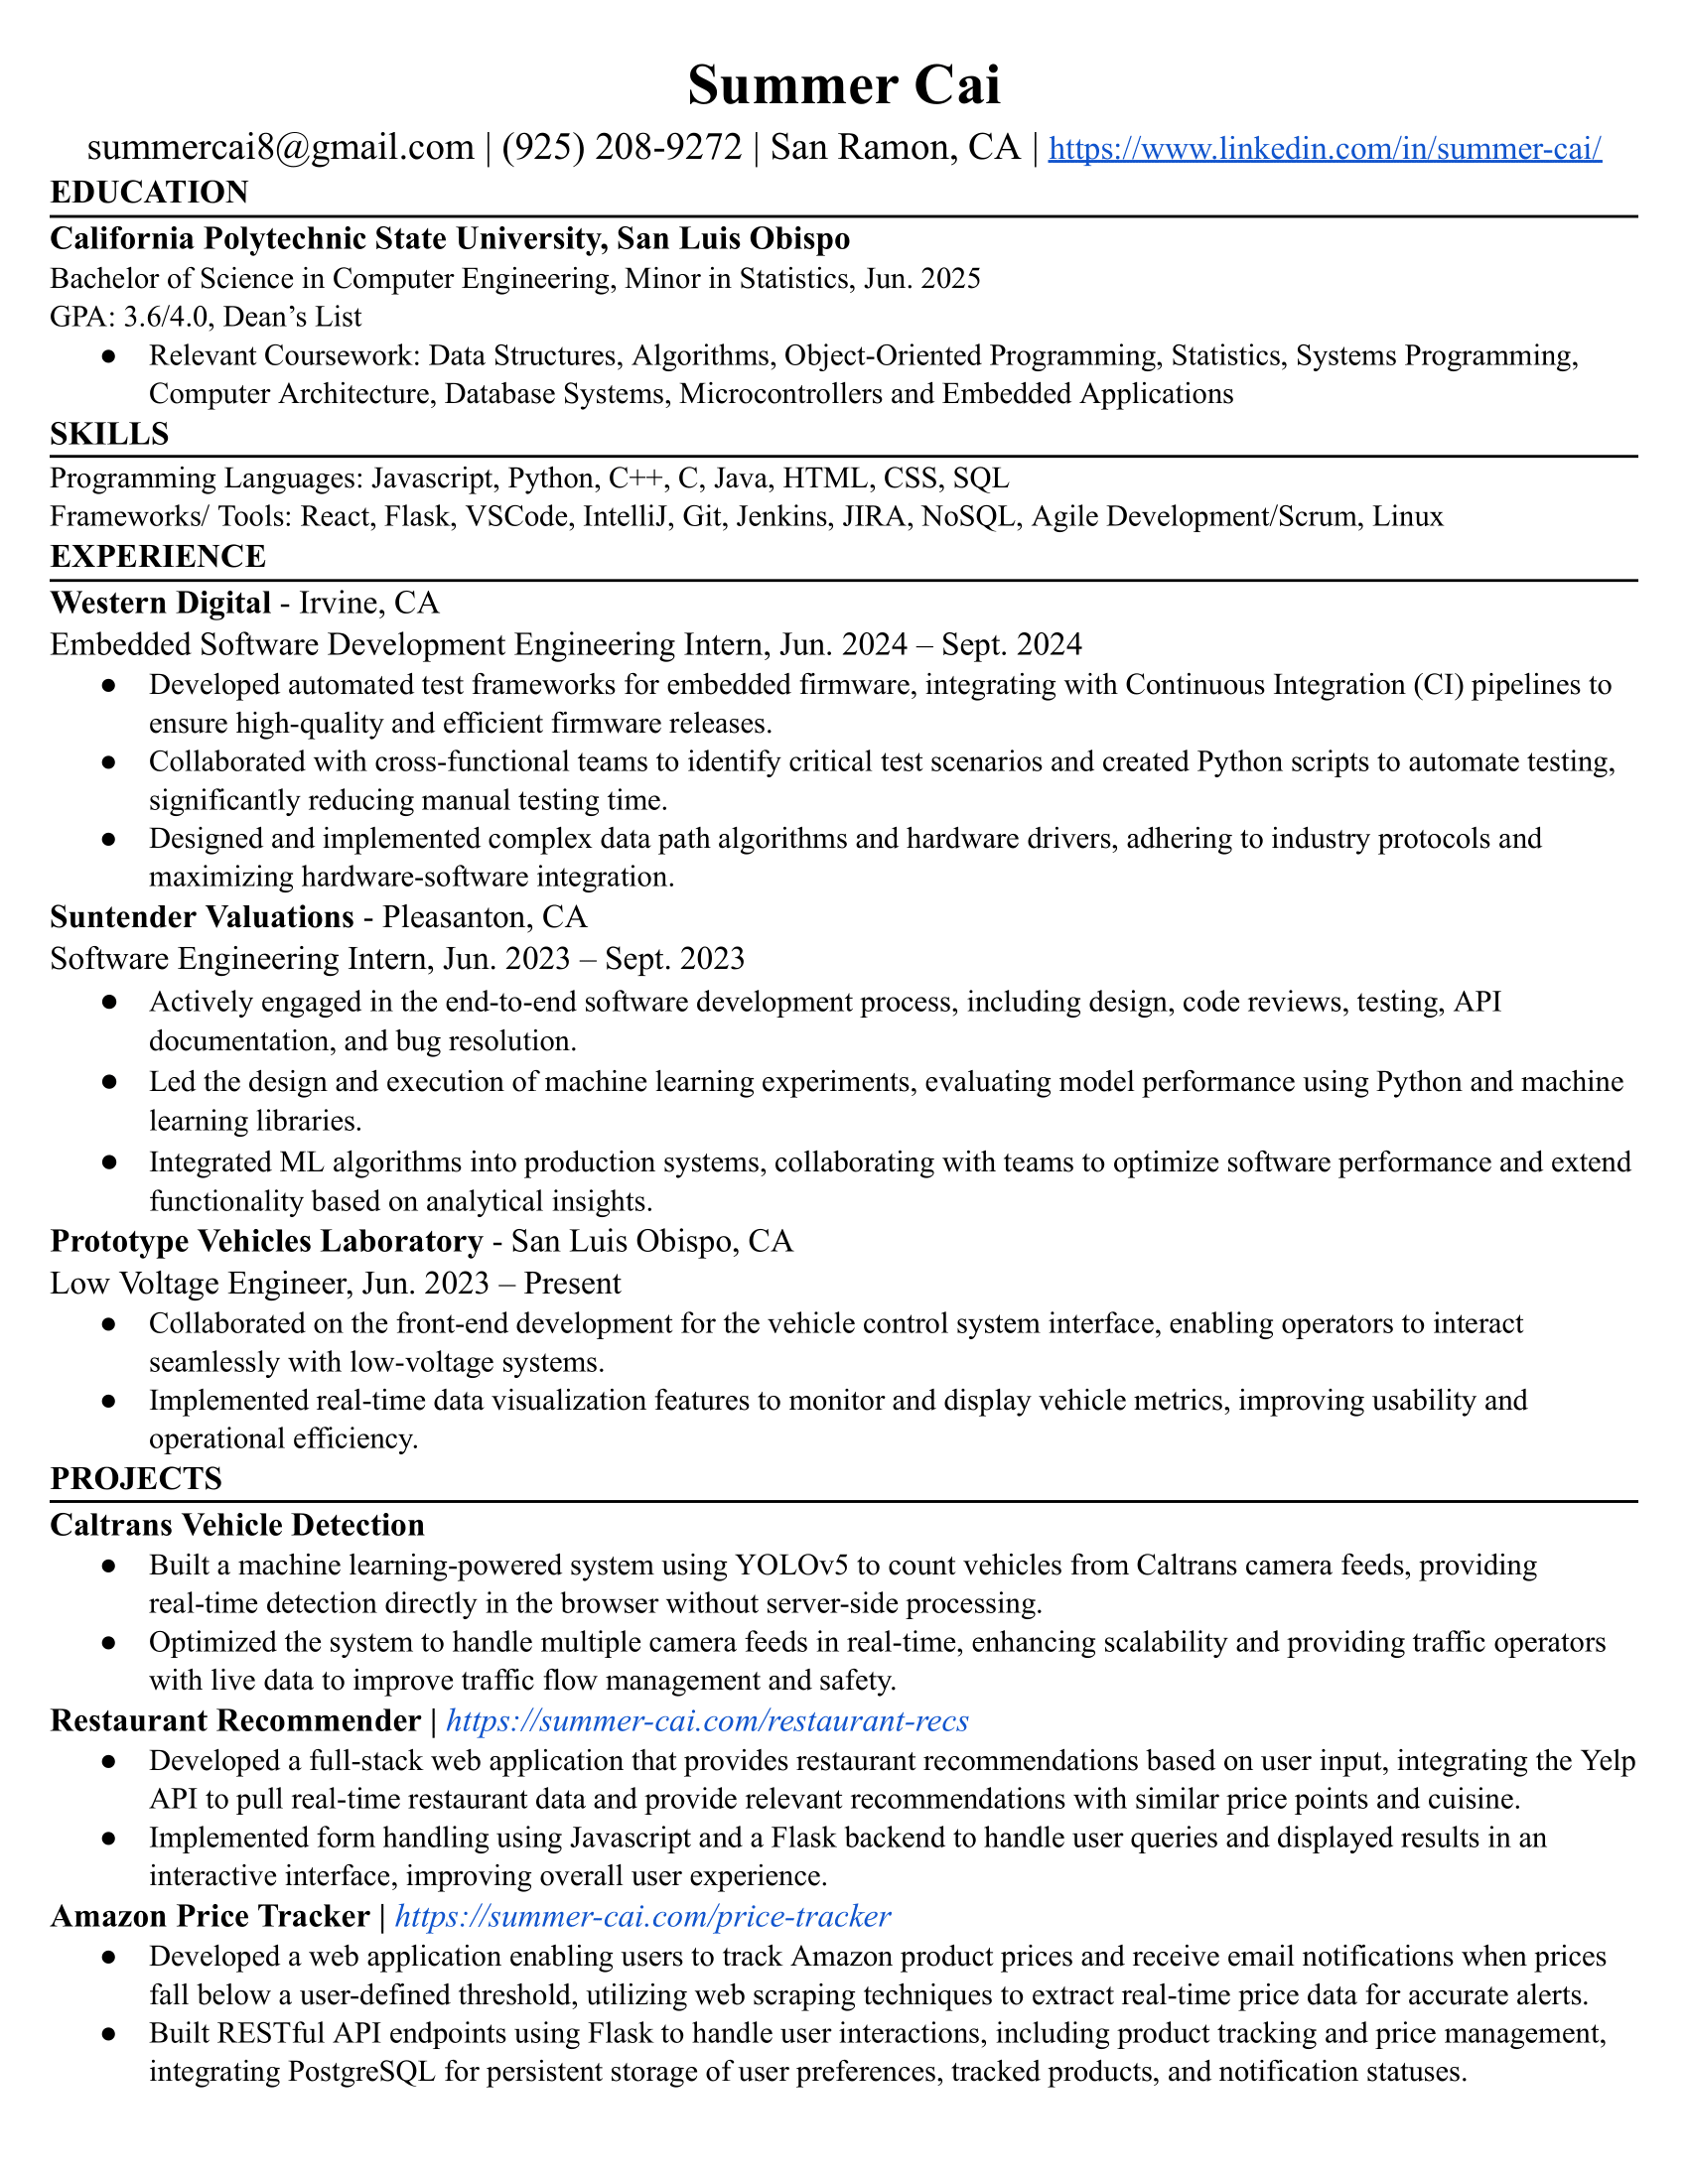 Summer Cai
summercai8@gmail.com | (925) 208-9272 | San Ramon, CA | https://www.linkedin.com/in/summer-cai/
EDUCATION
California Polytechnic State University, San Luis Obispo
Bachelor of Science in Computer Engineering, Minor in Statistics, Jun. 2025
GPA: 3.6/4.0, Dean’s List
● Relevant Coursework: Data Structures, Algorithms, Object-Oriented Programming, Statistics, Systems Programming,
Computer Architecture, Database Systems, Microcontrollers and Embedded Applications
SKILLS
Programming Languages: Javascript, Python, C++, C, Java, HTML, CSS, SQL
Frameworks/ Tools: React, Flask, VSCode, IntelliJ, Git, Jenkins, JIRA, NoSQL, Agile Development/Scrum, Linux
EXPERIENCE
Western Digital - Irvine, CA
Embedded Software Development Engineering Intern, Jun. 2024 – Sept. 2024
● Developed automated test frameworks for embedded firmware, integrating with Continuous Integration (CI) pipelines to
ensure high-quality and efficient firmware releases.
● Collaborated with cross-functional teams to identify critical test scenarios and created Python scripts to automate testing,
significantly reducing manual testing time.
● Designed and implemented complex data path algorithms and hardware drivers, adhering to industry protocols and
maximizing hardware-software integration.
Suntender Valuations - Pleasanton, CA
Software Engineering Intern, Jun. 2023 – Sept. 2023
● Actively engaged in the end-to-end software development process, including design, code reviews, testing, API
documentation, and bug resolution.
● Led the design and execution of machine learning experiments, evaluating model performance using Python and machine
learning libraries.
● Integrated ML algorithms into production systems, collaborating with teams to optimize software performance and extend
functionality based on analytical insights.
Prototype Vehicles Laboratory - San Luis Obispo, CA
Low Voltage Engineer, Jun. 2023 – Present
● Collaborated on the front-end development for the vehicle control system interface, enabling operators to interact
seamlessly with low-voltage systems.
● Implemented real-time data visualization features to monitor and display vehicle metrics, improving usability and
operational efficiency.
PROJECTS
Caltrans Vehicle Detection
● Built a machine learning-powered system using YOLOv5 to count vehicles from Caltrans camera feeds, providing
real-time detection directly in the browser without server-side processing.
● Optimized the system to handle multiple camera feeds in real-time, enhancing scalability and providing traffic operators
with live data to improve traffic flow management and safety.
Restaurant Recommender | https://summer-cai.com/restaurant-recs
● Developed a full-stack web application that provides restaurant recommendations based on user input, integrating the Yelp
API to pull real-time restaurant data and provide relevant recommendations with similar price points and cuisine.
● Implemented form handling using Javascript and a Flask backend to handle user queries and displayed results in an
interactive interface, improving overall user experience.
Amazon Price Tracker | https://summer-cai.com/price-tracker
● Developed a web application enabling users to track Amazon product prices and receive email notifications when prices
fall below a user-defined threshold, utilizing web scraping techniques to extract real-time price data for accurate alerts.
● Built RESTful API endpoints using Flask to handle user interactions, including product tracking and price management,
integrating PostgreSQL for persistent storage of user preferences, tracked products, and notification statuses.